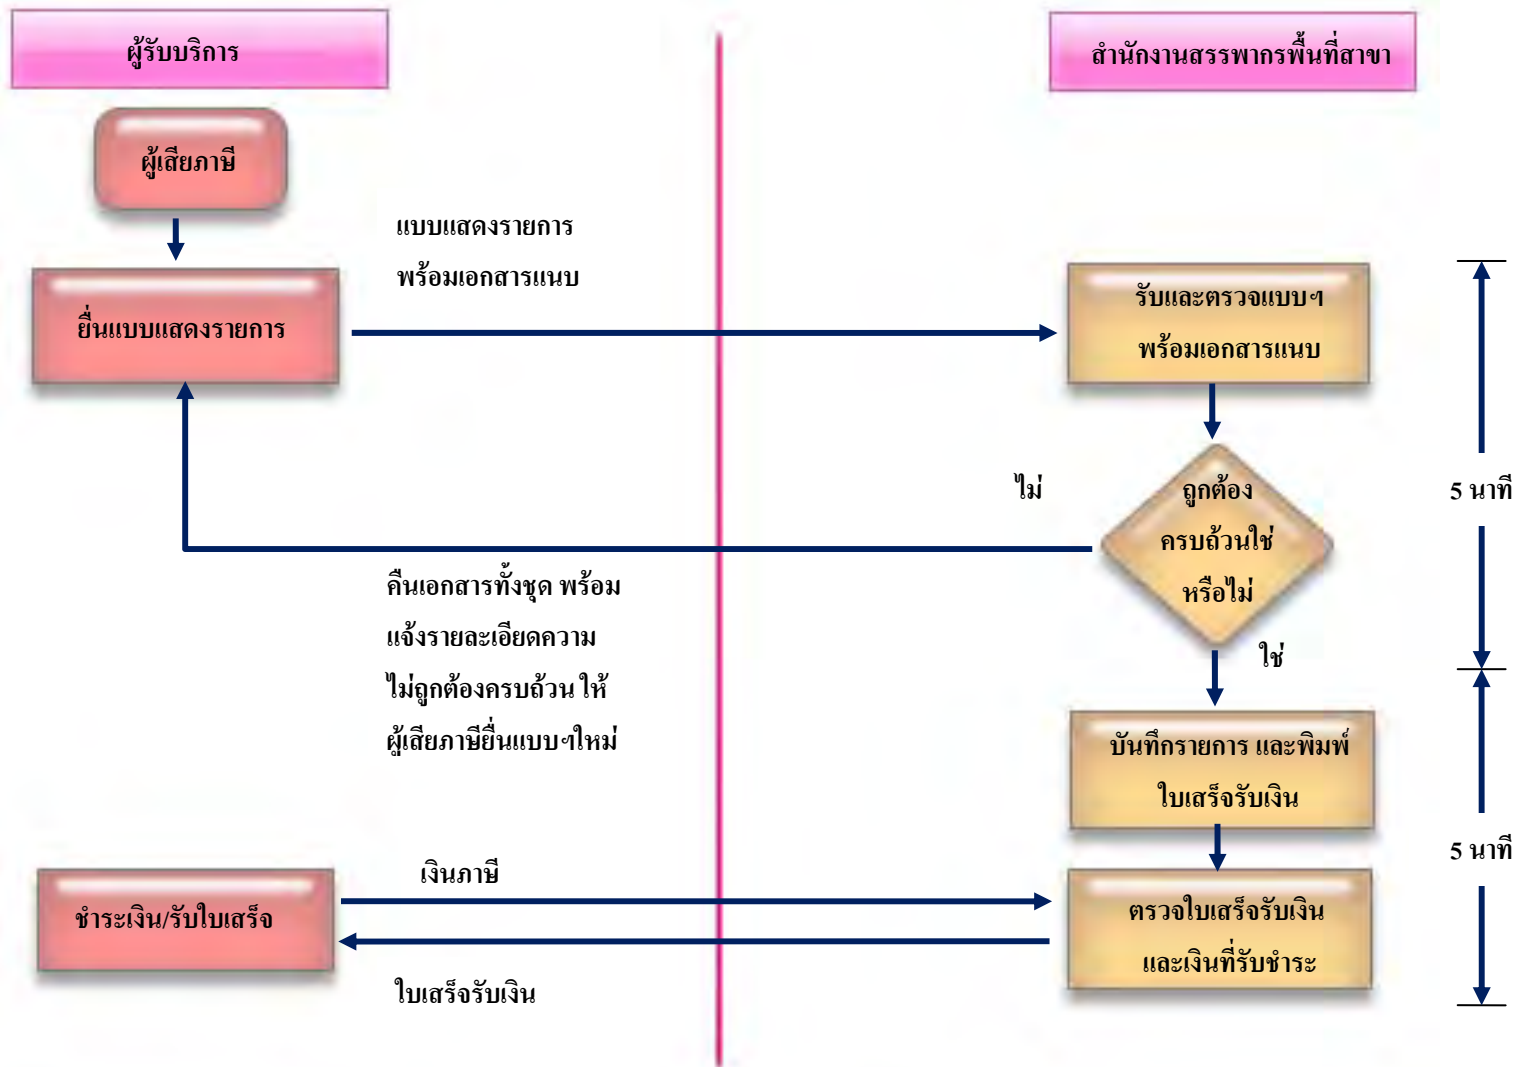 ผู้รับบริการ
สำนักงานสรรพากรพื้นที่สาขา
ผู้เสียภาษี
แบบแสดงรายการ
พร้อมเอกสารแนบ
ยื่นแบบแสดงรายการ
รับและตรวจแบบฯ
พร้อมเอกสารแนบ
ไม่
ถูกต้อง
ครบถ้วนใช่
หรือไม่
5 นาที
คืนเอกสารทั้งชุด พร้อม
แจ้งรายละเอียดความ
ไม่ถูกต้องครบถ้วน ให้
ผู้เสียภาษียื่นแบบฯใหม่
ใช่
บันทึกรายการ และพิมพ์
ใบเสร็จรับเงิน
5 นาที
เงินภาษี
ชำระเงิน/รับใบเสร็จ
ตรวจใบเสร็จรับเงิน
และเงินที่รับชำระ
ใบเสร็จรับเงิน